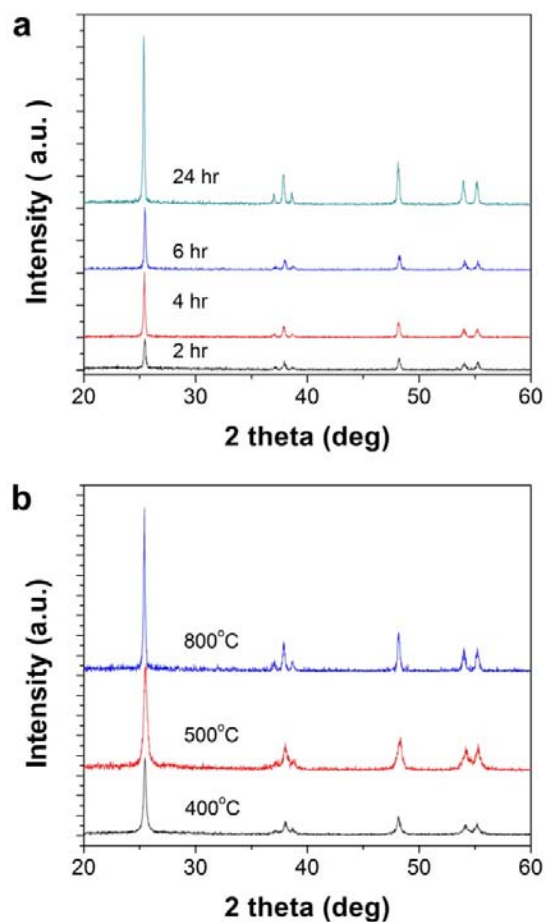 a
Intensity ( a.u. )
24 hr
6 hr
4 hr
2 hr
20 30 40 50 60
2 theta (deg)
b
Intensity (a.u.)
800°C
500°C
400°C
20 30 40 50 60
2 theta (deg)